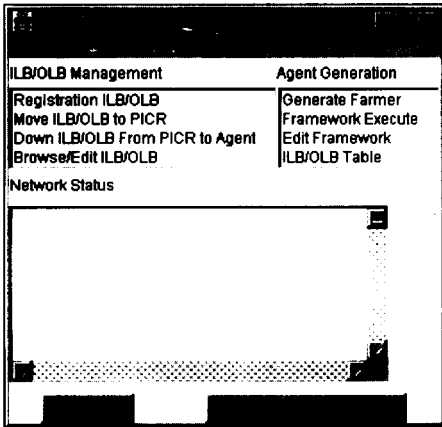 ILB/OLB Management
Registration ILB/OLB
Move ILB/OLB to PICR
Down ILB/OLB From PICR to Agent
Browse/Edit ILB/OLB
Agent Generation
Generate Farmer
Framework Execute
Edit Framework
ILB/OLB Table
Network Status